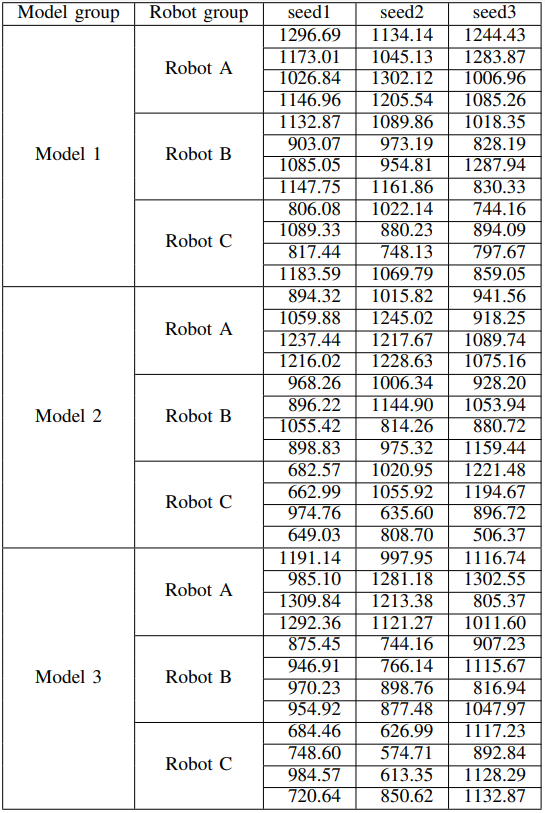 Model group Robot group seed1 seed2 seed3
1296.69 1134.14 1244.43
1173.01 1045.13 1283.87
Robot A
1026.84 1302.12 1006.96
1146.96 1205.54 1085.26
1132.87 1089.86 1018.35
903.07 973.19 828.19
Model 1 Robot B
1085.05 954.81 1287.94
1147.75 1161.86 830.33
806.08 1022.14 744.16
1089.33 880.23 894.09
Robot C
817.44 748.13 797.67
1183.59 1069.79 859.05
894.32 1015.82 941.56
1059.88 1245.02 918.25
Robot A
1237.44 1217.67 1089.74
1216.02 1228.63 1075.16
968.26 1006.34 928.20
896.22 1144.90 1053.94
Model 2 Robot B
1055.42 814.26 880.72
898.83 975.32 1159.44
682.57 1020.95 1221.48
662.99 1055.92 1194.67
Robot C
974.76 635.60 896.72
649.03 808.70 506.37
1191.14 997.95 1116.74
985.10 1281.18 1302.55
Robot A
1309.84 1213.38 805.37
1292.36 1121.27 1011.60
875.45 744.16 907.23
946.91 766.14 1115.67
Model 3 Robot B
970.23 898.76 816.94
954.92 877.48 1047.97
684.46 626.99 1117.23
748.60 574.71 892.84
Robot C
984.57 613.35 1128.29
720.64 850.62 1132.87